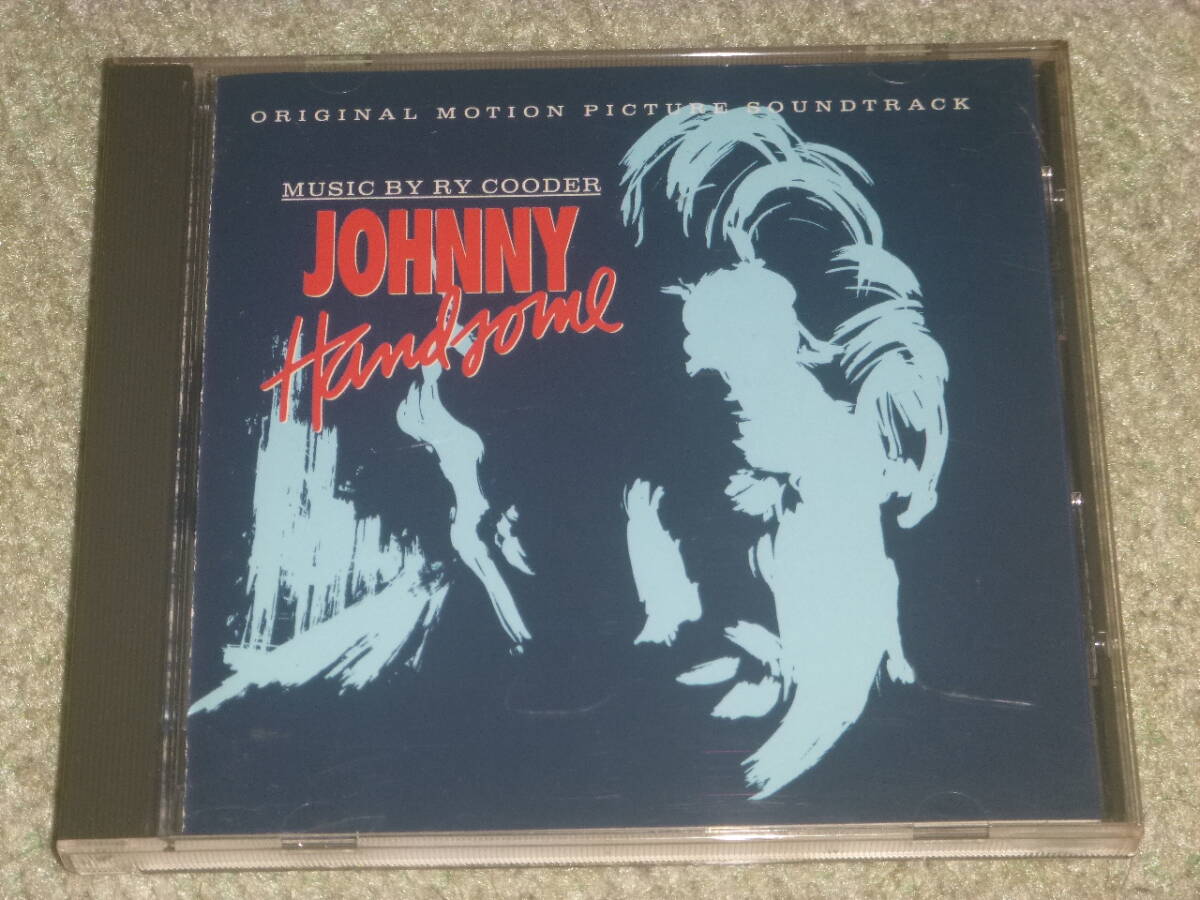 ORIGINAL MOTION PICTURE SOUNDTRACK
MUSIC BY RY COODER
JOHNNY
Handsome